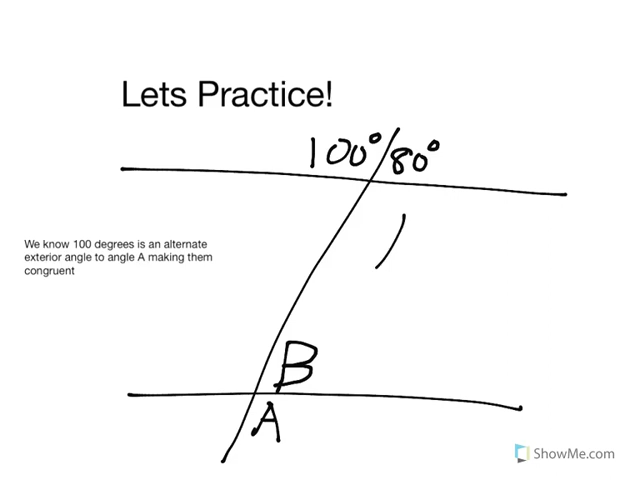 Lets Practice!
100° 80°
We know 100 degrees is an alternate
exterior angle to angle A making them
congruent
B
A
ShowMe.com